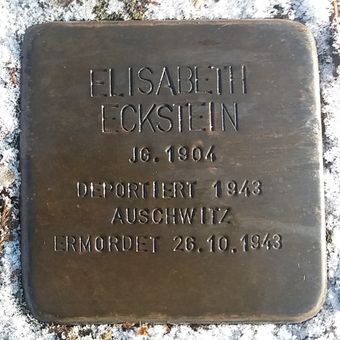 ELISABETH
ECKSTEIN
JG. 1904
DEPORTIERT 1943
AUSCHWITZ
ERMORDET 26.10.1943